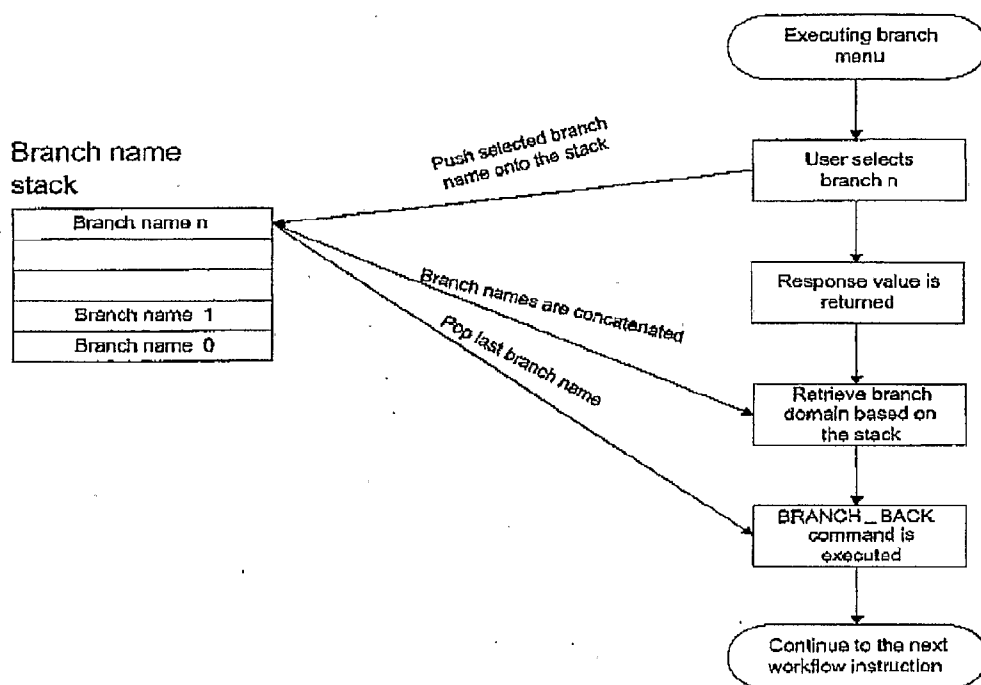 Executing branch
menu
Branch name
stack
Push selected branch
name onto the stack
User selects
branch n
Branch name n
Branch names are concatenated
Response value is
returned
Branch name 1
Branch name 0
Pop last branch name
Retrieve branch
domain based on
the stack
BRANCH_BACK
command is
executed
Continue to the next
workflow instruction